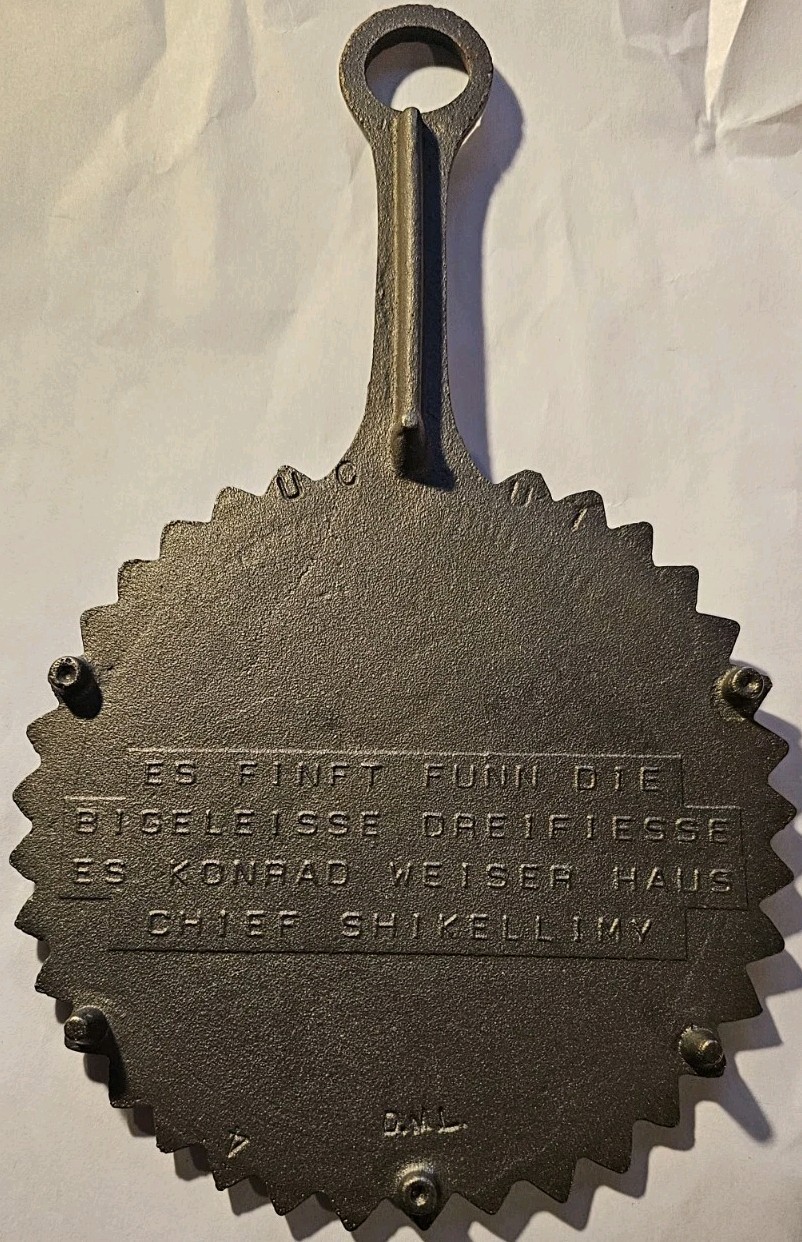 U C
ES FINFT FUNN DIE
BIGELEISSE DREIFIESSE
ES KONRAD WEISER HAUS
CHIEF SHIKELLIMY
D.M.L.